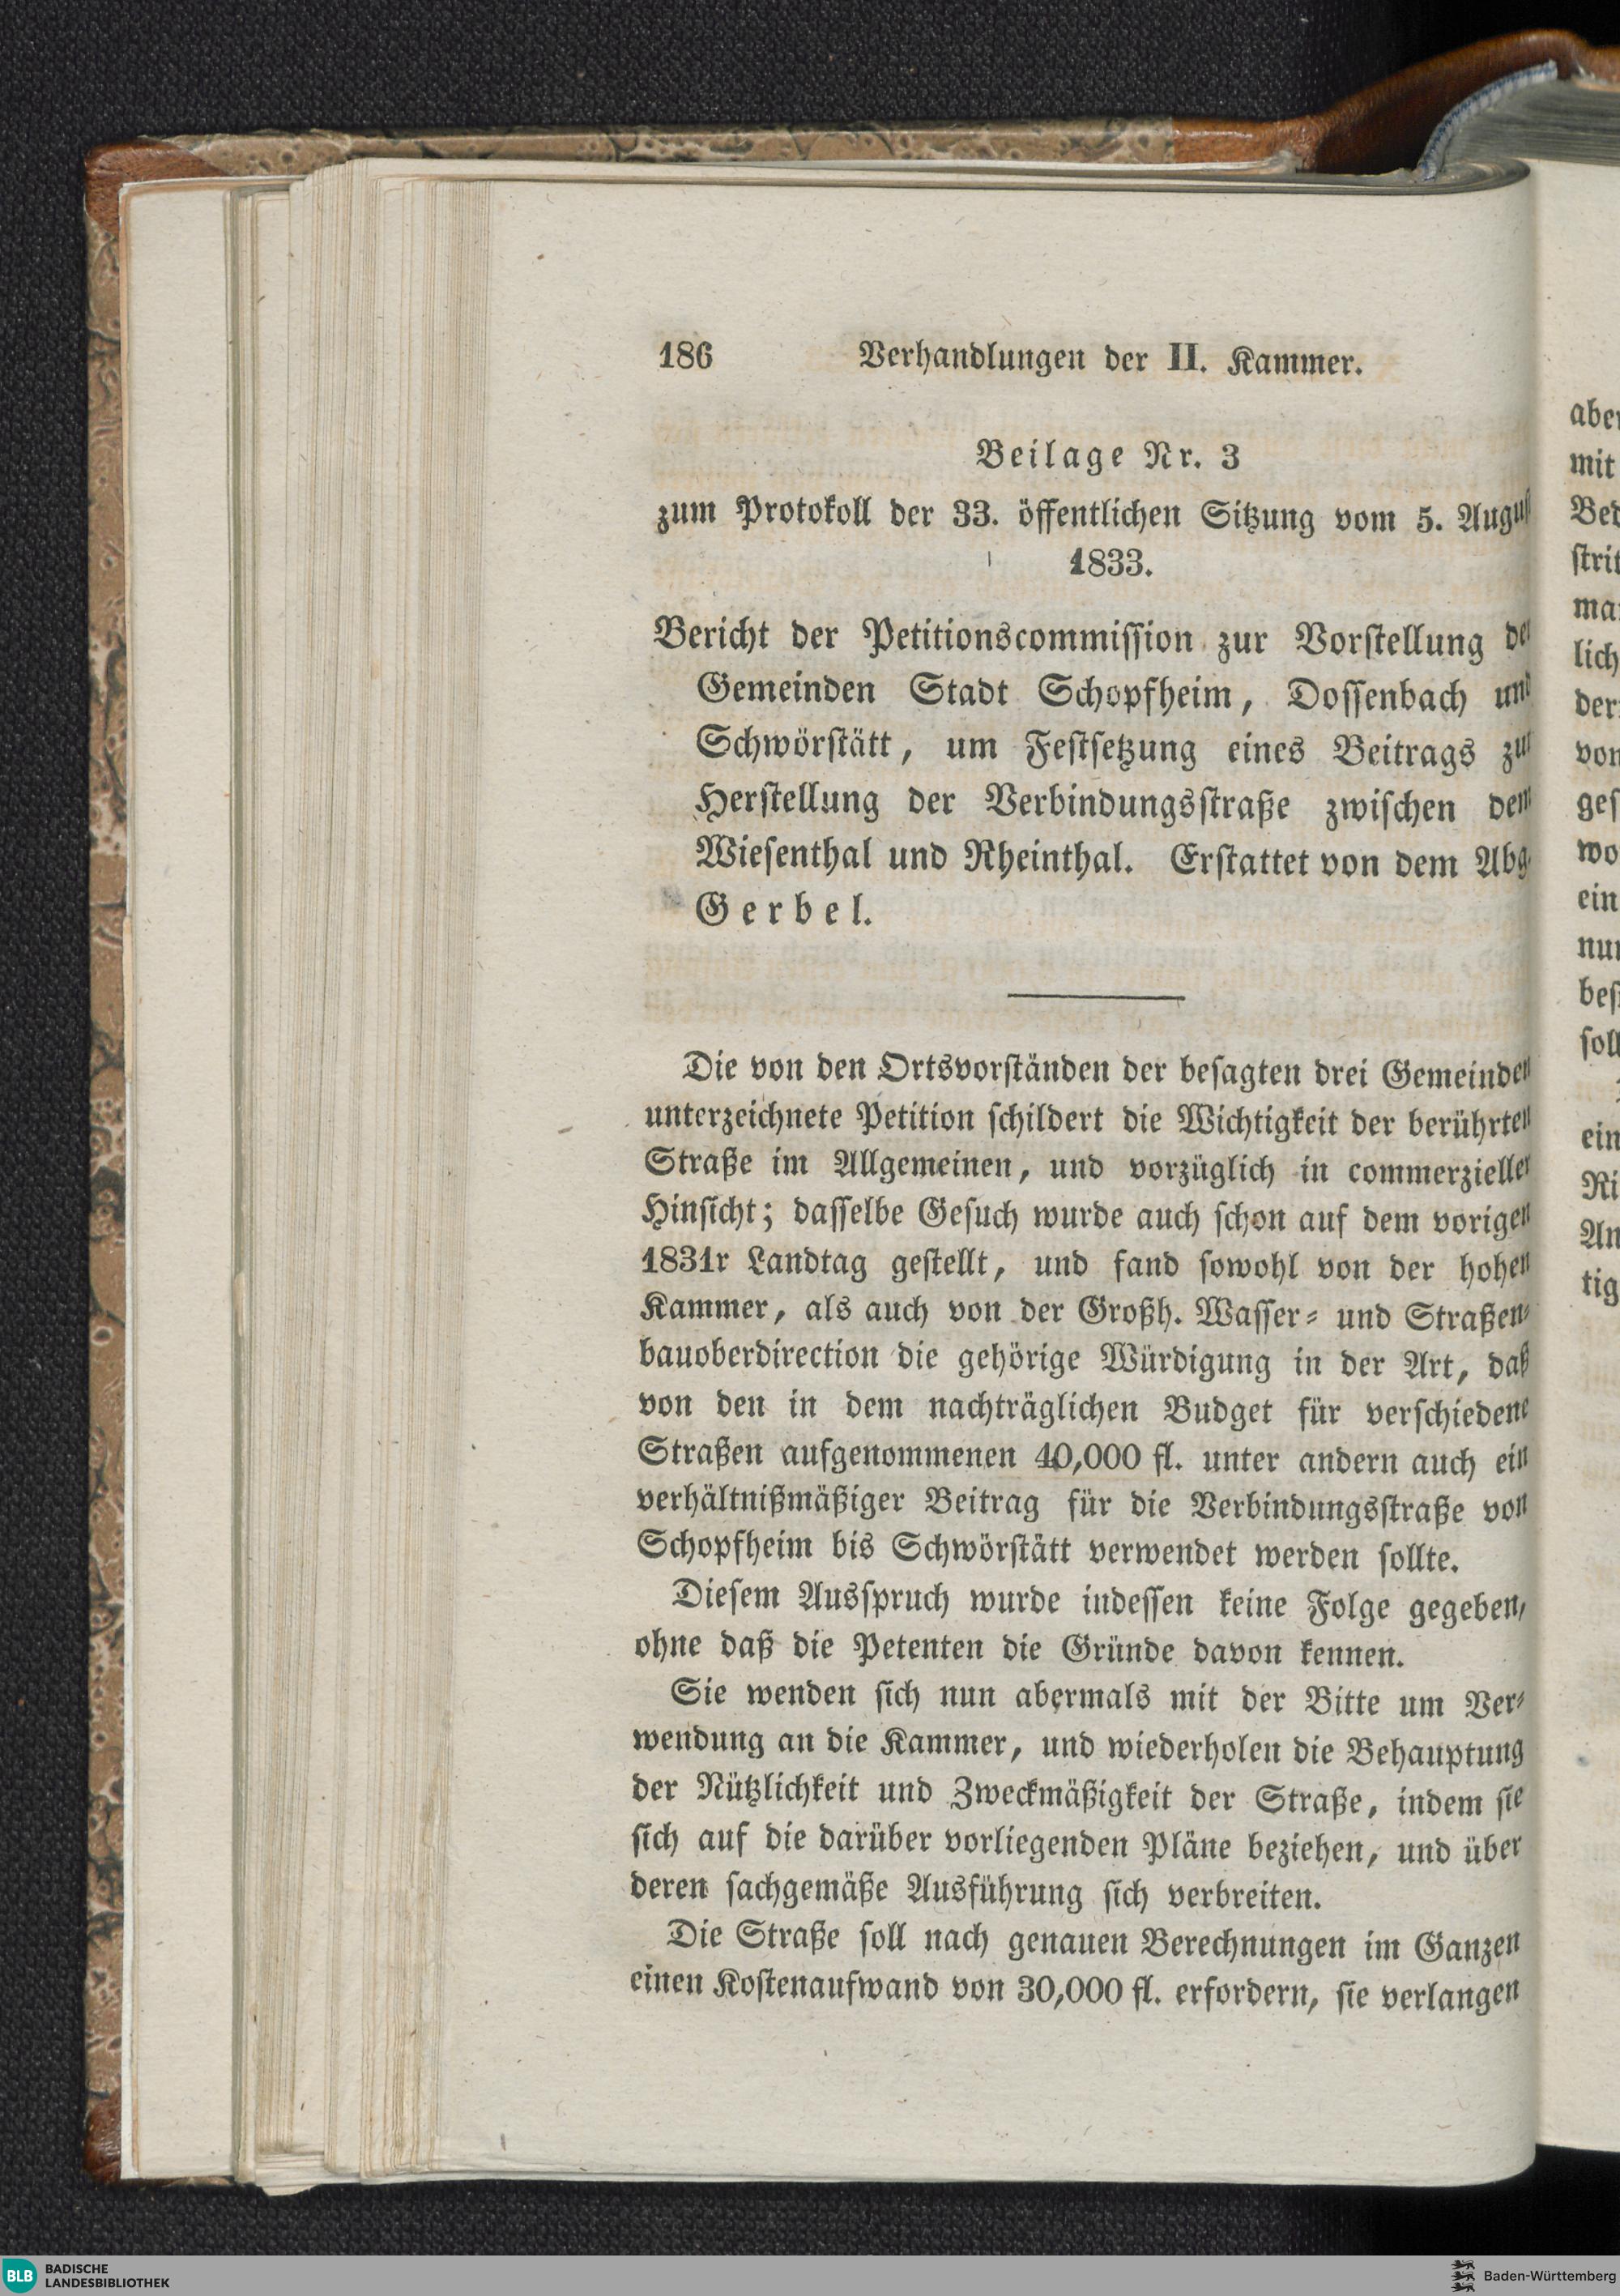 186 Verhandlungen der II. Kammer.
Beilage Nr. 3
zum Protokoll der 33. öffentlichen Sitzung vom 5. August
1833.
Bericht der Petitionscommission zur Vorstellung der
Gemeinden Stadt Schopfheim, Dossenbach und
Schwörstätt, um Festsetzung eines Beitrags zur
Herstellung der Verbindungsstraße zwischen dem
Wiesenthal und Rheinthal. Erstattet von dem Abg.
Gerbel.
Die von den Ortsvorständen der besagten drei Gemeinden
unterzeichnete Petition schildert die Wichtigkeit der berührten
Straße im Allgemeinen, und vorzüglich in commerzieller
Hinsicht; dasselbe Gesuch wurde auch schon auf dem vorigen
1831r Landtag gestellt, und fand sowohl von der hohen
Kammer, als auch von der Großh. Wasser- und Straßen-
bauoberdirection die gehörige Würdigung in der Art, daß
von den in dem nachträglichen Budget für verschiedene
Straßen aufgenommenen 40,000 fl. unter andern auch ein
verhältnißmäßiger Beitrag für die Verbindungsstraße von
Schopfheim bis Schwörstätt verwendet werden sollte.
Diesem Ausspruch wurde indessen keine Folge gegeben,
ohne daß die Petenten die Gründe davon kennen.
Sie wenden sich nun abermals mit der Bitte um Ver-
wendung an die Kammer, und wiederholen die Behauptung
der Nützlichkeit und Zweckmäßigkeit der Straße, indem sie
sich auf die darüber vorliegenden Pläne beziehen, und über
deren sachgemäße Ausführung sich verbreiten.
Die Straße soll nach genauen Berechnungen im Ganzen
einen Kostenaufwand von 30,000 fl. erfordern, sie verlangen
BLB BADISCHE
LANDESBIBLIOTHEK
Baden-Württemberg